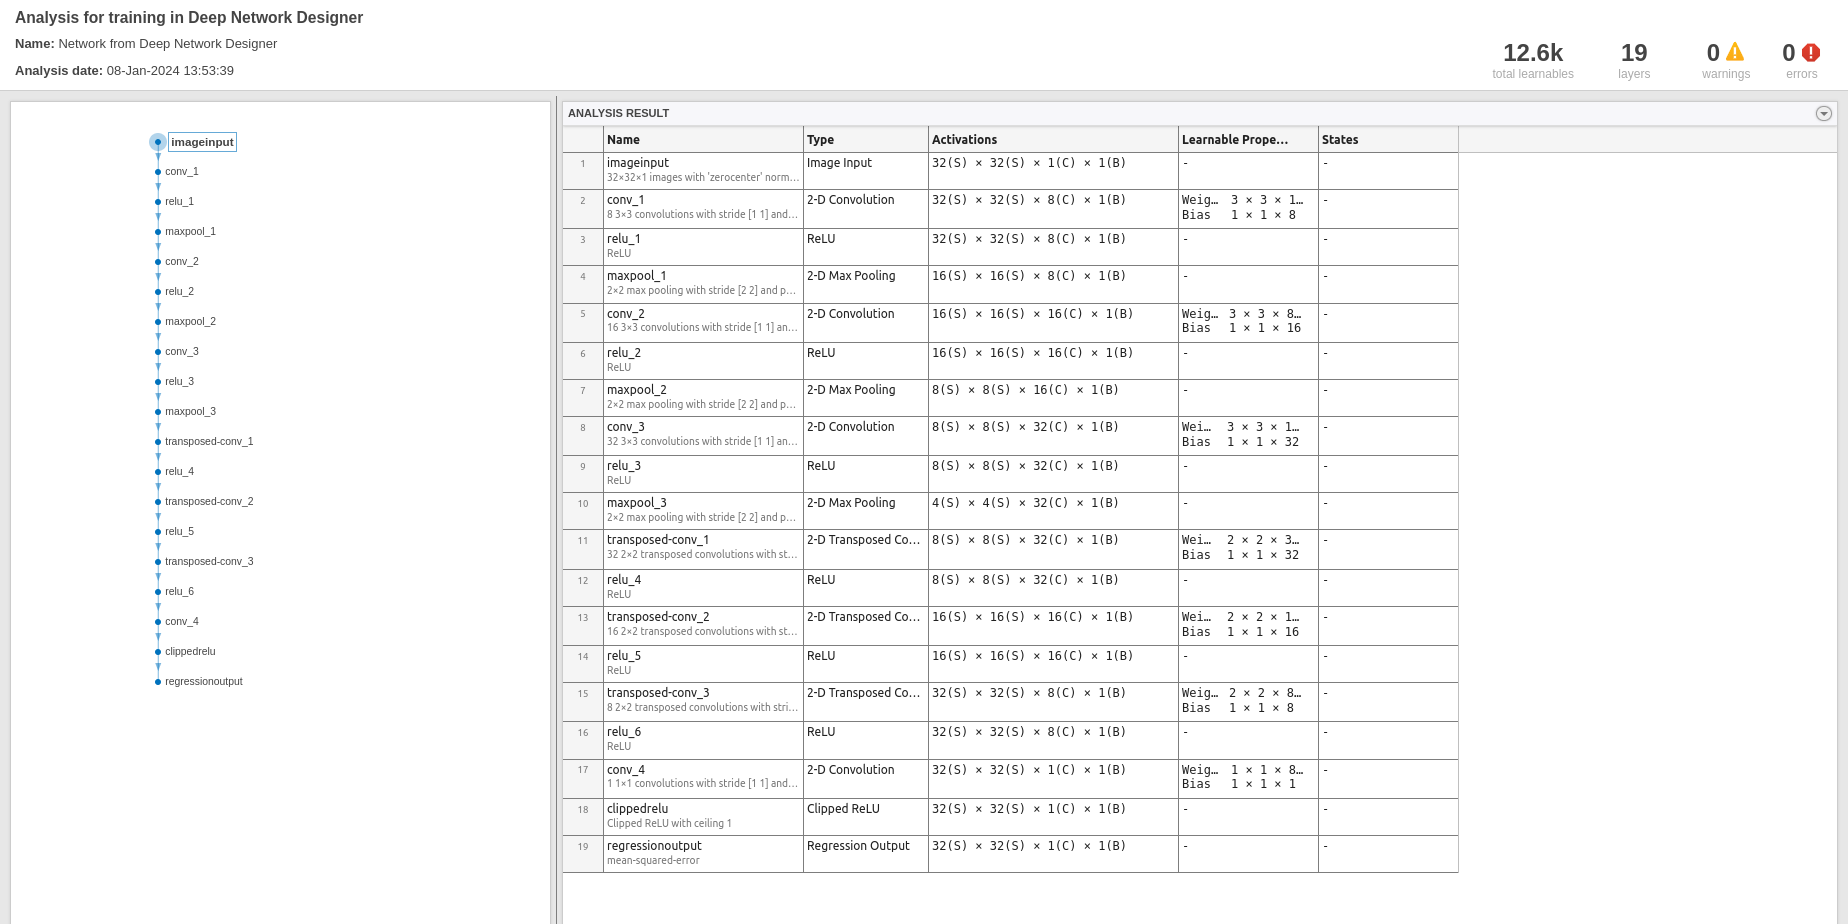 Analysis for training in Deep Network Designer
Name: Network from Deep Network Designer
Analysis date: 08-Jan-2024 13:53:39
12.6k
total learnables
19
layers
0
warnings
0
errors
imageinput
conv_1
relu_1
maxpool_1
conv_2
relu_2
maxpool_2
conv_3
relu_3
maxpool_3
transposed-conv_1
relu_4
transposed-conv_2
relu_5
transposed-conv_3
relu_6
conv_4
clippedrelu
regressionoutput
ANALYSIS RESULT
Name Type Activations Learnable Prope... States
1 imageinput Image Input 32(S) × 32(S) × 1(C) × 1(B) - -
32×32×1 images with 'zerocenter' norm...
2 conv_1 2-D Convolution 32(S) × 32(S) × 8(C) × 1(B) Weig... 3 × 3 × 1... -
8 3×3 convolutions with stride [1 1] and... Bias 1 × 1 × 8
3 relu_1 ReLU 32(S) × 32(S) × 8(C) × 1(B) - -
ReLU
4 maxpool_1 2-D Max Pooling 16(S) × 16(S) × 8(C) × 1(B) - -
2×2 max pooling with stride [2 2] and p...
5 conv_2 2-D Convolution 16(S) × 16(S) × 16(C) × 1(B) Weig... 3 × 3 × 8... -
16 3×3 convolutions with stride [1 1] an... Bias 1 × 1 × 16
6 relu_2 ReLU 16(S) × 16(S) × 16(C) × 1(B) - -
ReLU
7 maxpool_2 2-D Max Pooling 8(S) × 8(S) × 16(C) × 1(B) - -
2×2 max pooling with stride [2 2] and p...
8 conv_3 2-D Convolution 8(S) × 8(S) × 32(C) × 1(B) Wei... 3 × 3 × 1... -
32 3×3 convolutions with stride [1 1] an... Bias 1 × 1 × 32
9 relu_3 ReLU 8(S) × 8(S) × 32(C) × 1(B) - -
ReLU
10 maxpool_3 2-D Max Pooling 4(S) × 4(S) × 32(C) × 1(B) - -
2×2 max pooling with stride [2 2] and p...
11 transposed-conv_1 2-D Transposed Co... 8(S) × 8(S) × 32(C) × 1(B) Wei... 2 × 2 × 3... -
32 2×2 transposed convolutions with st... Bias 1 × 1 × 32
12 relu_4 ReLU 8(S) × 8(S) × 32(C) × 1(B) - -
ReLU
13 transposed-conv_2 2-D Transposed Co... 16(S) × 16(S) × 16(C) × 1(B) Wei... 2 × 2 × 1... -
16 2×2 transposed convolutions with st... Bias 1 × 1 × 16
14 relu_5 ReLU 16(S) × 16(S) × 16(C) × 1(B) - -
ReLU
15 transposed-conv_3 2-D Transposed Co... 32(S) × 32(S) × 8(C) × 1(B) Weig... 2 × 2 × 8... -
8 2×2 transposed convolutions with stri... Bias 1 × 1 × 8
16 relu_6 ReLU 32(S) × 32(S) × 8(C) × 1(B) - -
ReLU
17 conv_4 2-D Convolution 32(S) × 32(S) × 1(C) × 1(B) Weig... 1 × 1 × 8... -
1 1×1 convolutions with stride [1 1] and... Bias 1 × 1 × 1
18 clippedrelu Clipped ReLU 32(S) × 32(S) × 1(C) × 1(B) - -
Clipped ReLU with ceiling 1
19 regressionoutput Regression Output 32(S) × 32(S) × 1(C) × 1(B) - -
mean-squared-error